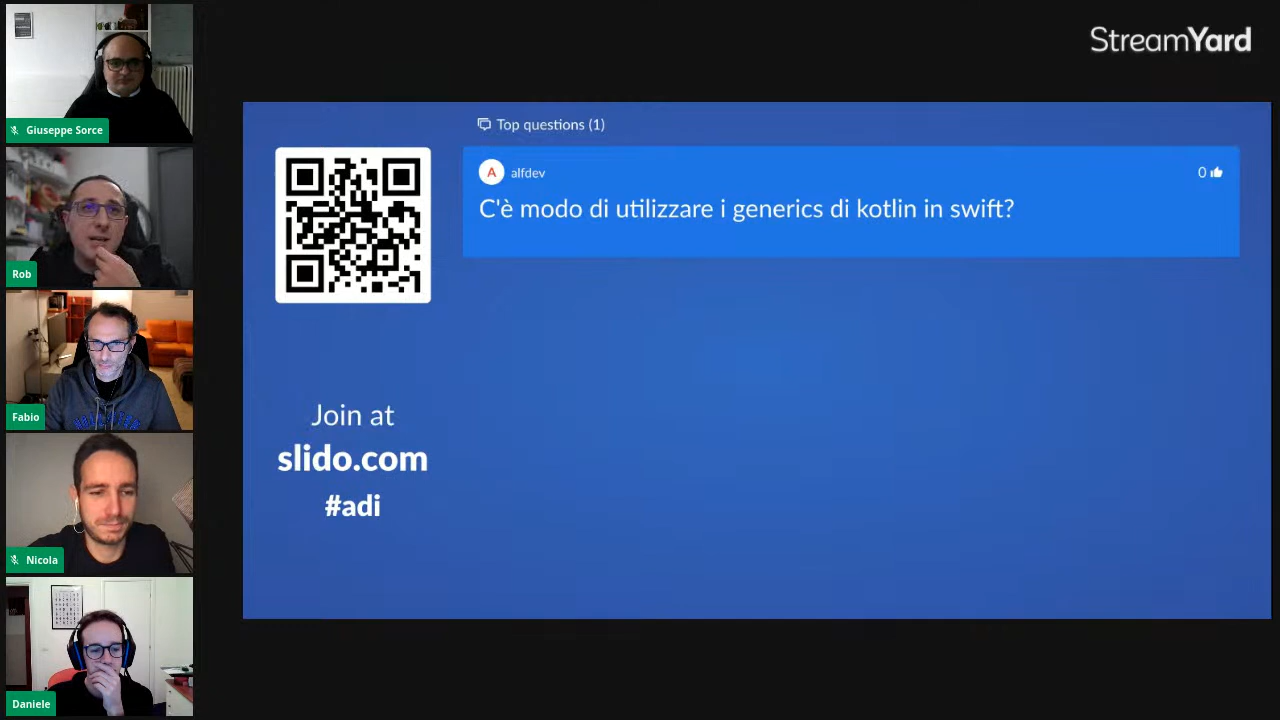 StreamYard
Giuseppe Sorce
Rob
Fabio
Nicola
Daniele
Top questions (1)
A alfdev 0
C'è modo di utilizzare i generics di kotlin in swift?
Join at
slido.com
#adi